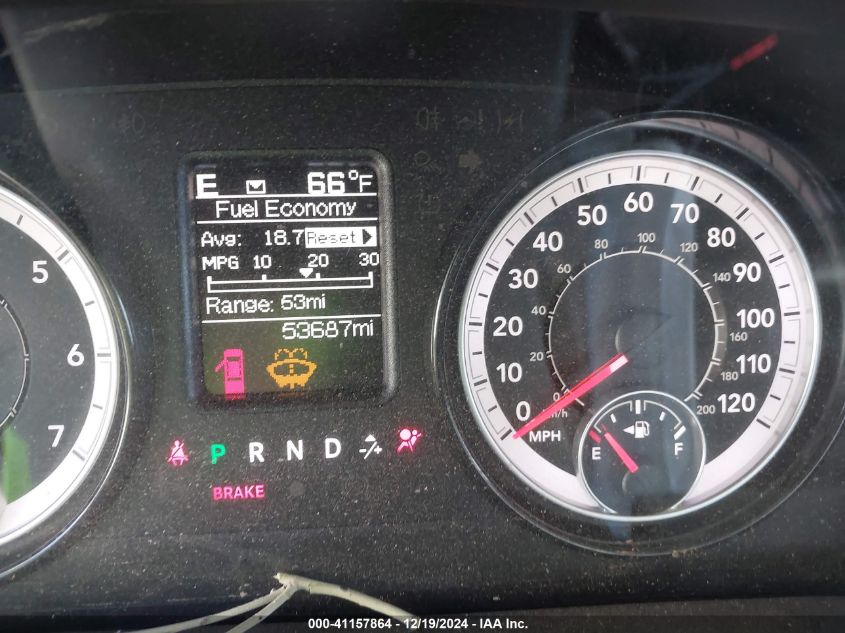 E 66°F
Fuel Economy
Avg: 18.7 Reset
MPG 10 20 30
Range: 53mi
53687mi
5
6
7
P R N D
BRAKE
0 10 20 30 40 50 60 70 80 90 100 110 120
MPH
0 20 40 60 80 100 120 140 160 180 200
km/h
E F
000-41157864 - 12/19/2024 - IAA Inc.